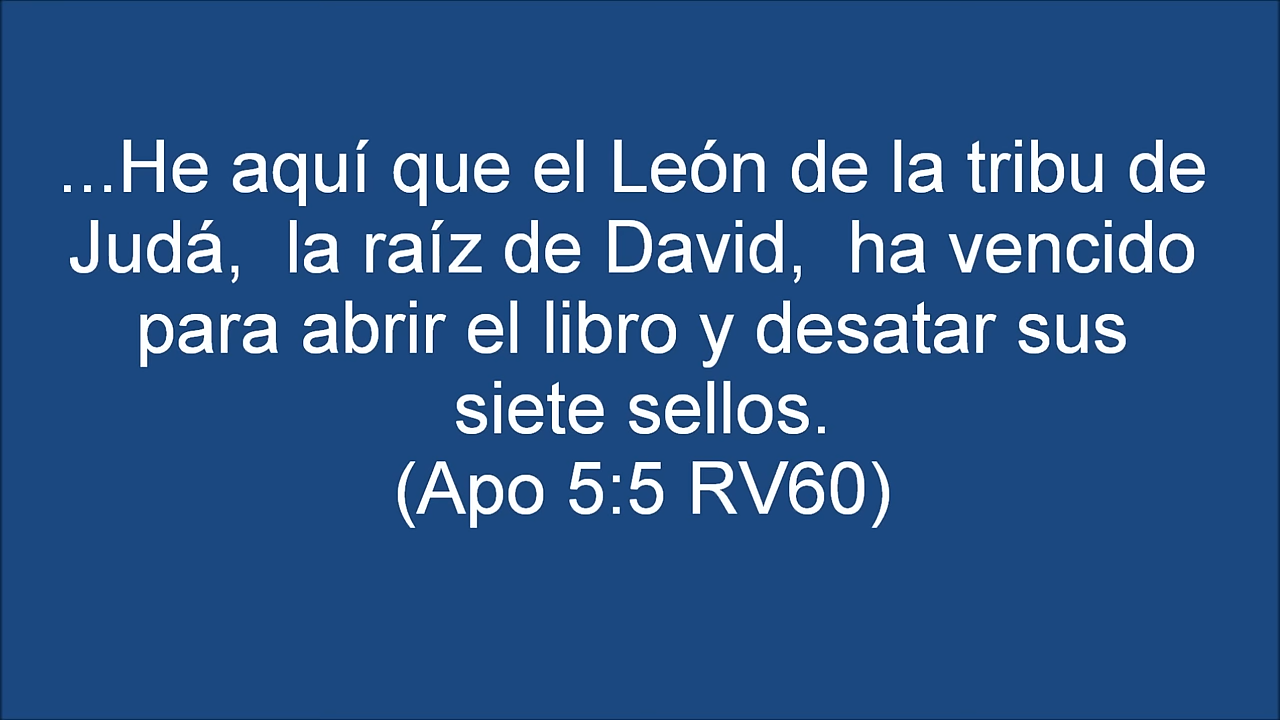 ...He aquí que el León de la tribu de
Judá,  la raíz de David,  ha vencido
para abrir el libro y desatar sus
siete sellos.
(Apo 5:5 RV60)